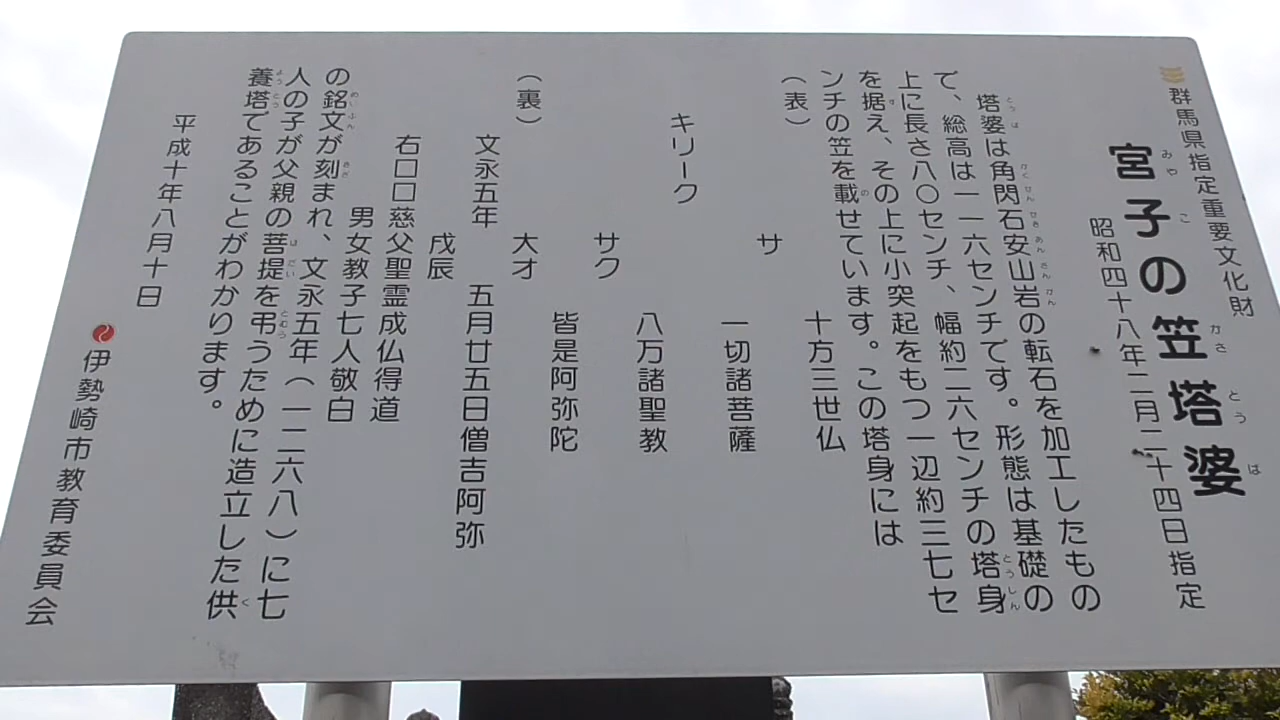 群馬県指定重要文化財
宮子の笠塔婆
昭和四十八年二月二十四日指定
塔婆は角閃石安山岩の転石を加工したもの
で、総高は一一六センチです。形態は基礎の
上に長さ八〇センチ、幅約二六センチの塔身
を据え、その上に小突起をもつ一辺約三七セ
ンチの笠を載せています。この塔身には
(表)
十方三世仏
サ
一切諸菩薩
キリーク
八万諸聖教
サク
皆是阿弥陀
(裏)
大才
文永五年 五月廿五日僧吉阿弥
戊辰
右口口慈父聖霊成仏得道
男女教子七人敬白
の銘文が刻まれ、文永五年(一二六八)に七
人の子が父親の菩提を弔うために造立した供
養塔であることがわかります。
平成十年八月十日
伊勢崎市教育委員会